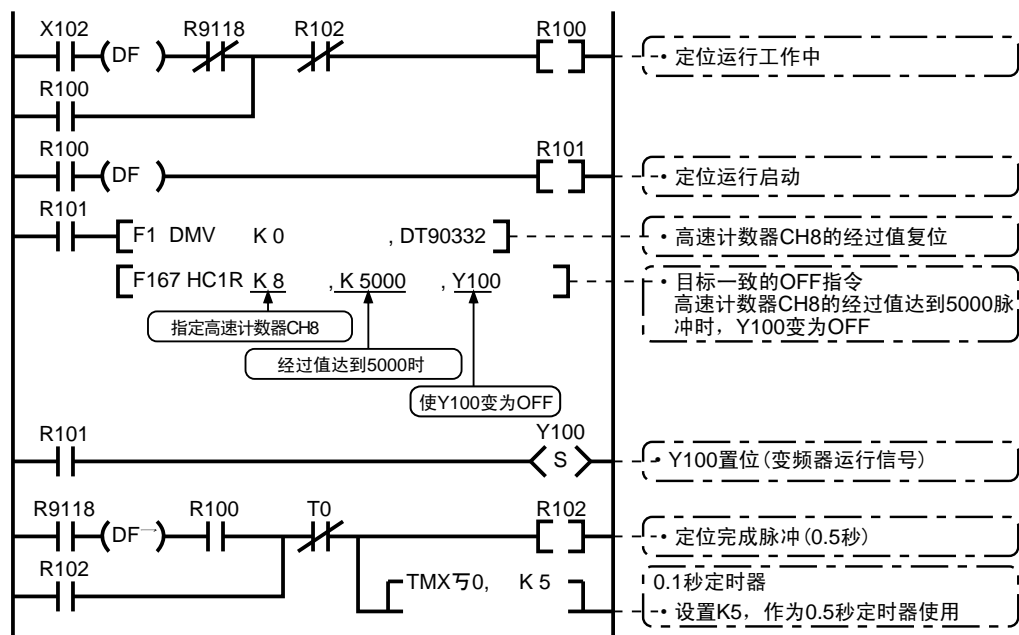 X102 R9118 R102 R100
(DF )
・定位运行工作中
R100
R100 R101
(DF )
・定位运行启动
R101
F1 DMV K 0 , DT90332
・高速计数器CH8的经过值复位
F167 HC1R K 8 , K 5000 , Y100
・目标一致的OFF指令
高速计数器CH8的经过值达到5000脉
冲时，Y100变为OFF
指定高速计数器CH8
经过值达到5000时
使Y100变为OFF
R101 Y100
S
・Y100置位(变频器运行信号)
R9118 R100 T0 R102
(DF )
・定位完成脉冲(0.5秒)
R102
TMX丂0, K 5
0.1秒定时器
・设置K5，作为0.5秒定时器使用